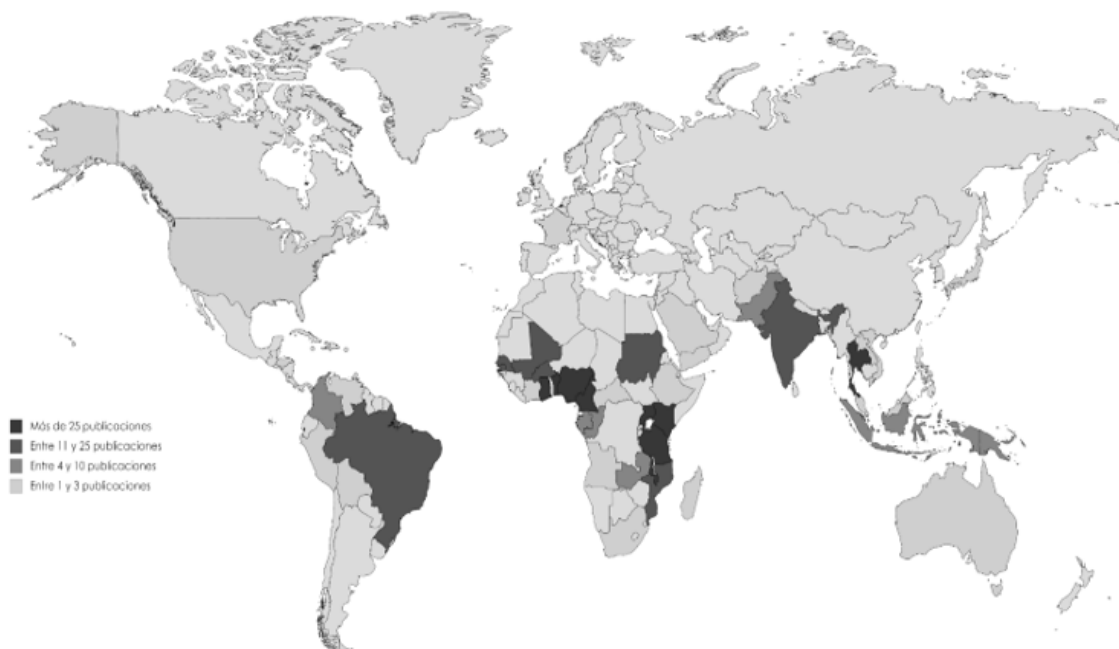 Más de 25 publicaciones
Entre 11 y 25 publicaciones
Entre 4 y 10 publicaciones
Entre 1 y 3 publicaciones